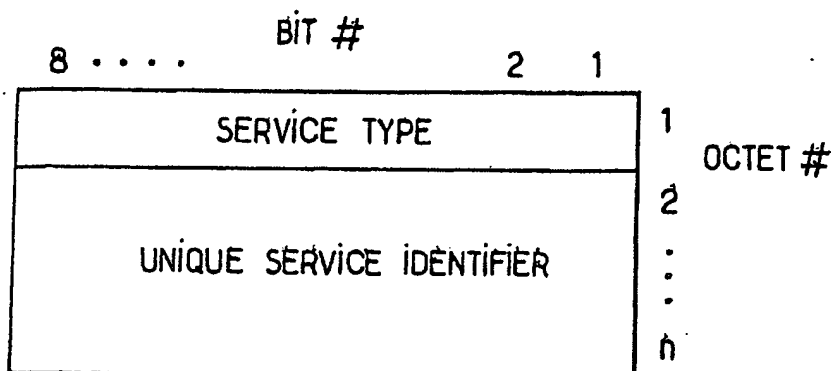 BIT #
8 . . . . 2 1
SERVICE TYPE 1
OCTET #
2
UNIQUE SERVICE IDENTIFIER
.
.
.
n